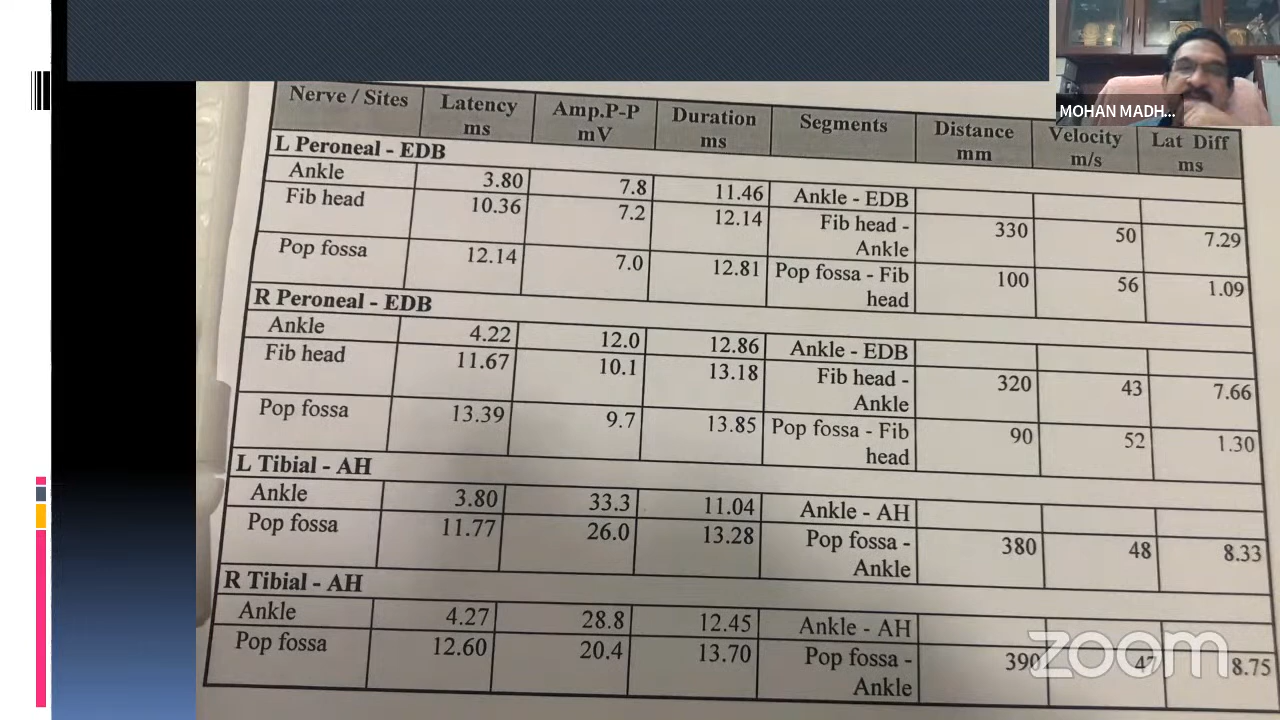 MOHAN MADH...
Nerve / Sites Latency Amp.P-P Duration Segments Distance Velocity Lat Diff
ms mV ms mm m/s ms
L Peroneal - EDB
Ankle 3.80 7.8 11.46 Ankle - EDB
Fib head 10.36 7.2 12.14 Fib head - 330 50 7.29
Ankle
Pop fossa 12.14 7.0 12.81 Pop fossa - Fib 100 56 1.09
head
R Peroneal - EDB
Ankle 4.22 12.0 12.86 Ankle - EDB
Fib head 11.67 10.1 13.18 Fib head - 320 43 7.66
Ankle
Pop fossa 13.39 9.7 13.85 Pop fossa - Fib 90 52 1.30
head
L Tibial - AH
Ankle 3.80 33.3 11.04 Ankle - AH
Pop fossa 11.77 26.0 13.28 Pop fossa - 380 48 8.33
Ankle
R Tibial - AH
Ankle 4.27 28.8 12.45 Ankle - AH
Pop fossa 12.60 20.4 13.70 Pop fossa - 390 47 8.75
Ankle
zoom